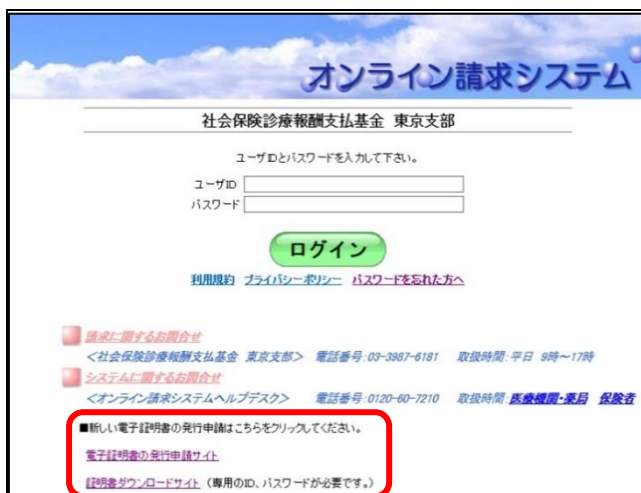 オンライン請求システム
社会保険診療報酬支払基金 東京支部
ユーザIDとパスワードを入力して下さい。
ユーザID
パスワード
ログイン
利用規約 プライバシーポリシー パスワードを忘れた方へ
請求に関するお問合せ
<社会保険診療報酬支払基金 東京支部> 電話番号:03-3987-6181 取扱時間:平日 9時~17時
システムに関するお問合せ
<オンライン請求システムヘルプデスク> 電話番号:0120-60-7210 取扱時間:医療機関・薬局 保険者
■新しい電子証明書の発行申請はこちらをクリックしてください。
電子証明書の発行申請サイト
証明書ダウンロードサイト(専用のID、パスワードが必要です。)